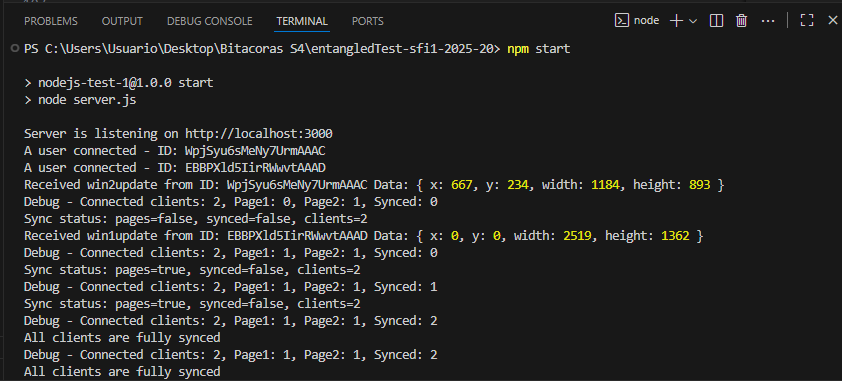 PROBLEMS OUTPUT DEBUG CONSOLE TERMINAL PORTS node
PS C:\Users\Usuario\Desktop\Bitacoras S4\entangledTest-sfi1-2025-20> npm start
> nodejs-test-1@1.0.0 start
> node server.js
Server is listening on http://localhost:3000
A user connected - ID: WpjSyu6sMeNy7UrmAAAC
A user connected - ID: EBBPXld5IirRWwvtAAAD
Received win2update from ID: WpjSyu6sMeNy7UrmAAAC Data: { x: 667, y: 234, width: 1184, height: 893 }
Debug - Connected clients: 2, Page1: 0, Page2: 1, Synced: 0
Sync status: pages=false, synced=false, clients=2
Received win1update from ID: EBBPXld5IirRWwvtAAAD Data: { x: 0, y: 0, width: 2519, height: 1362 }
Debug - Connected clients: 2, Page1: 1, Page2: 1, Synced: 0
Sync status: pages=true, synced=false, clients=2
Debug - Connected clients: 2, Page1: 1, Page2: 1, Synced: 1
Sync status: pages=true, synced=false, clients=2
Debug - Connected clients: 2, Page1: 1, Page2: 1, Synced: 2
All clients are fully synced
Debug - Connected clients: 2, Page1: 1, Page2: 1, Synced: 2
All clients are fully synced